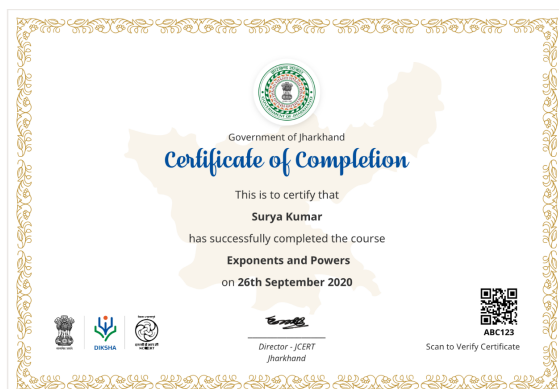 Government of Jharkhand
Certificate of Completion
This is to certify that
Surya Kumar
has successfully completed the course
Exponents and Powers
on 26th September 2020
DIKSHA
Director - JCERT
Jharkhand
ABC123
Scan to Verify Certificate